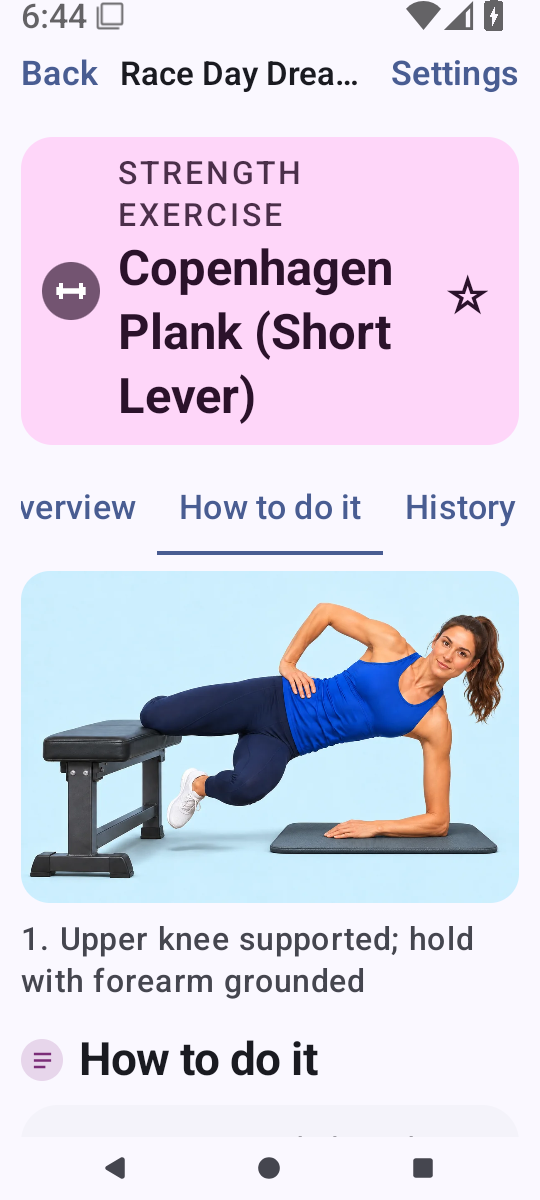 6:44
Back Race Day Drea... Settings
STRENGTH
EXERCISE
Copenhagen
Plank (Short
Lever)
verview How to do it History
1. Upper knee supported; hold
with forearm grounded
How to do it